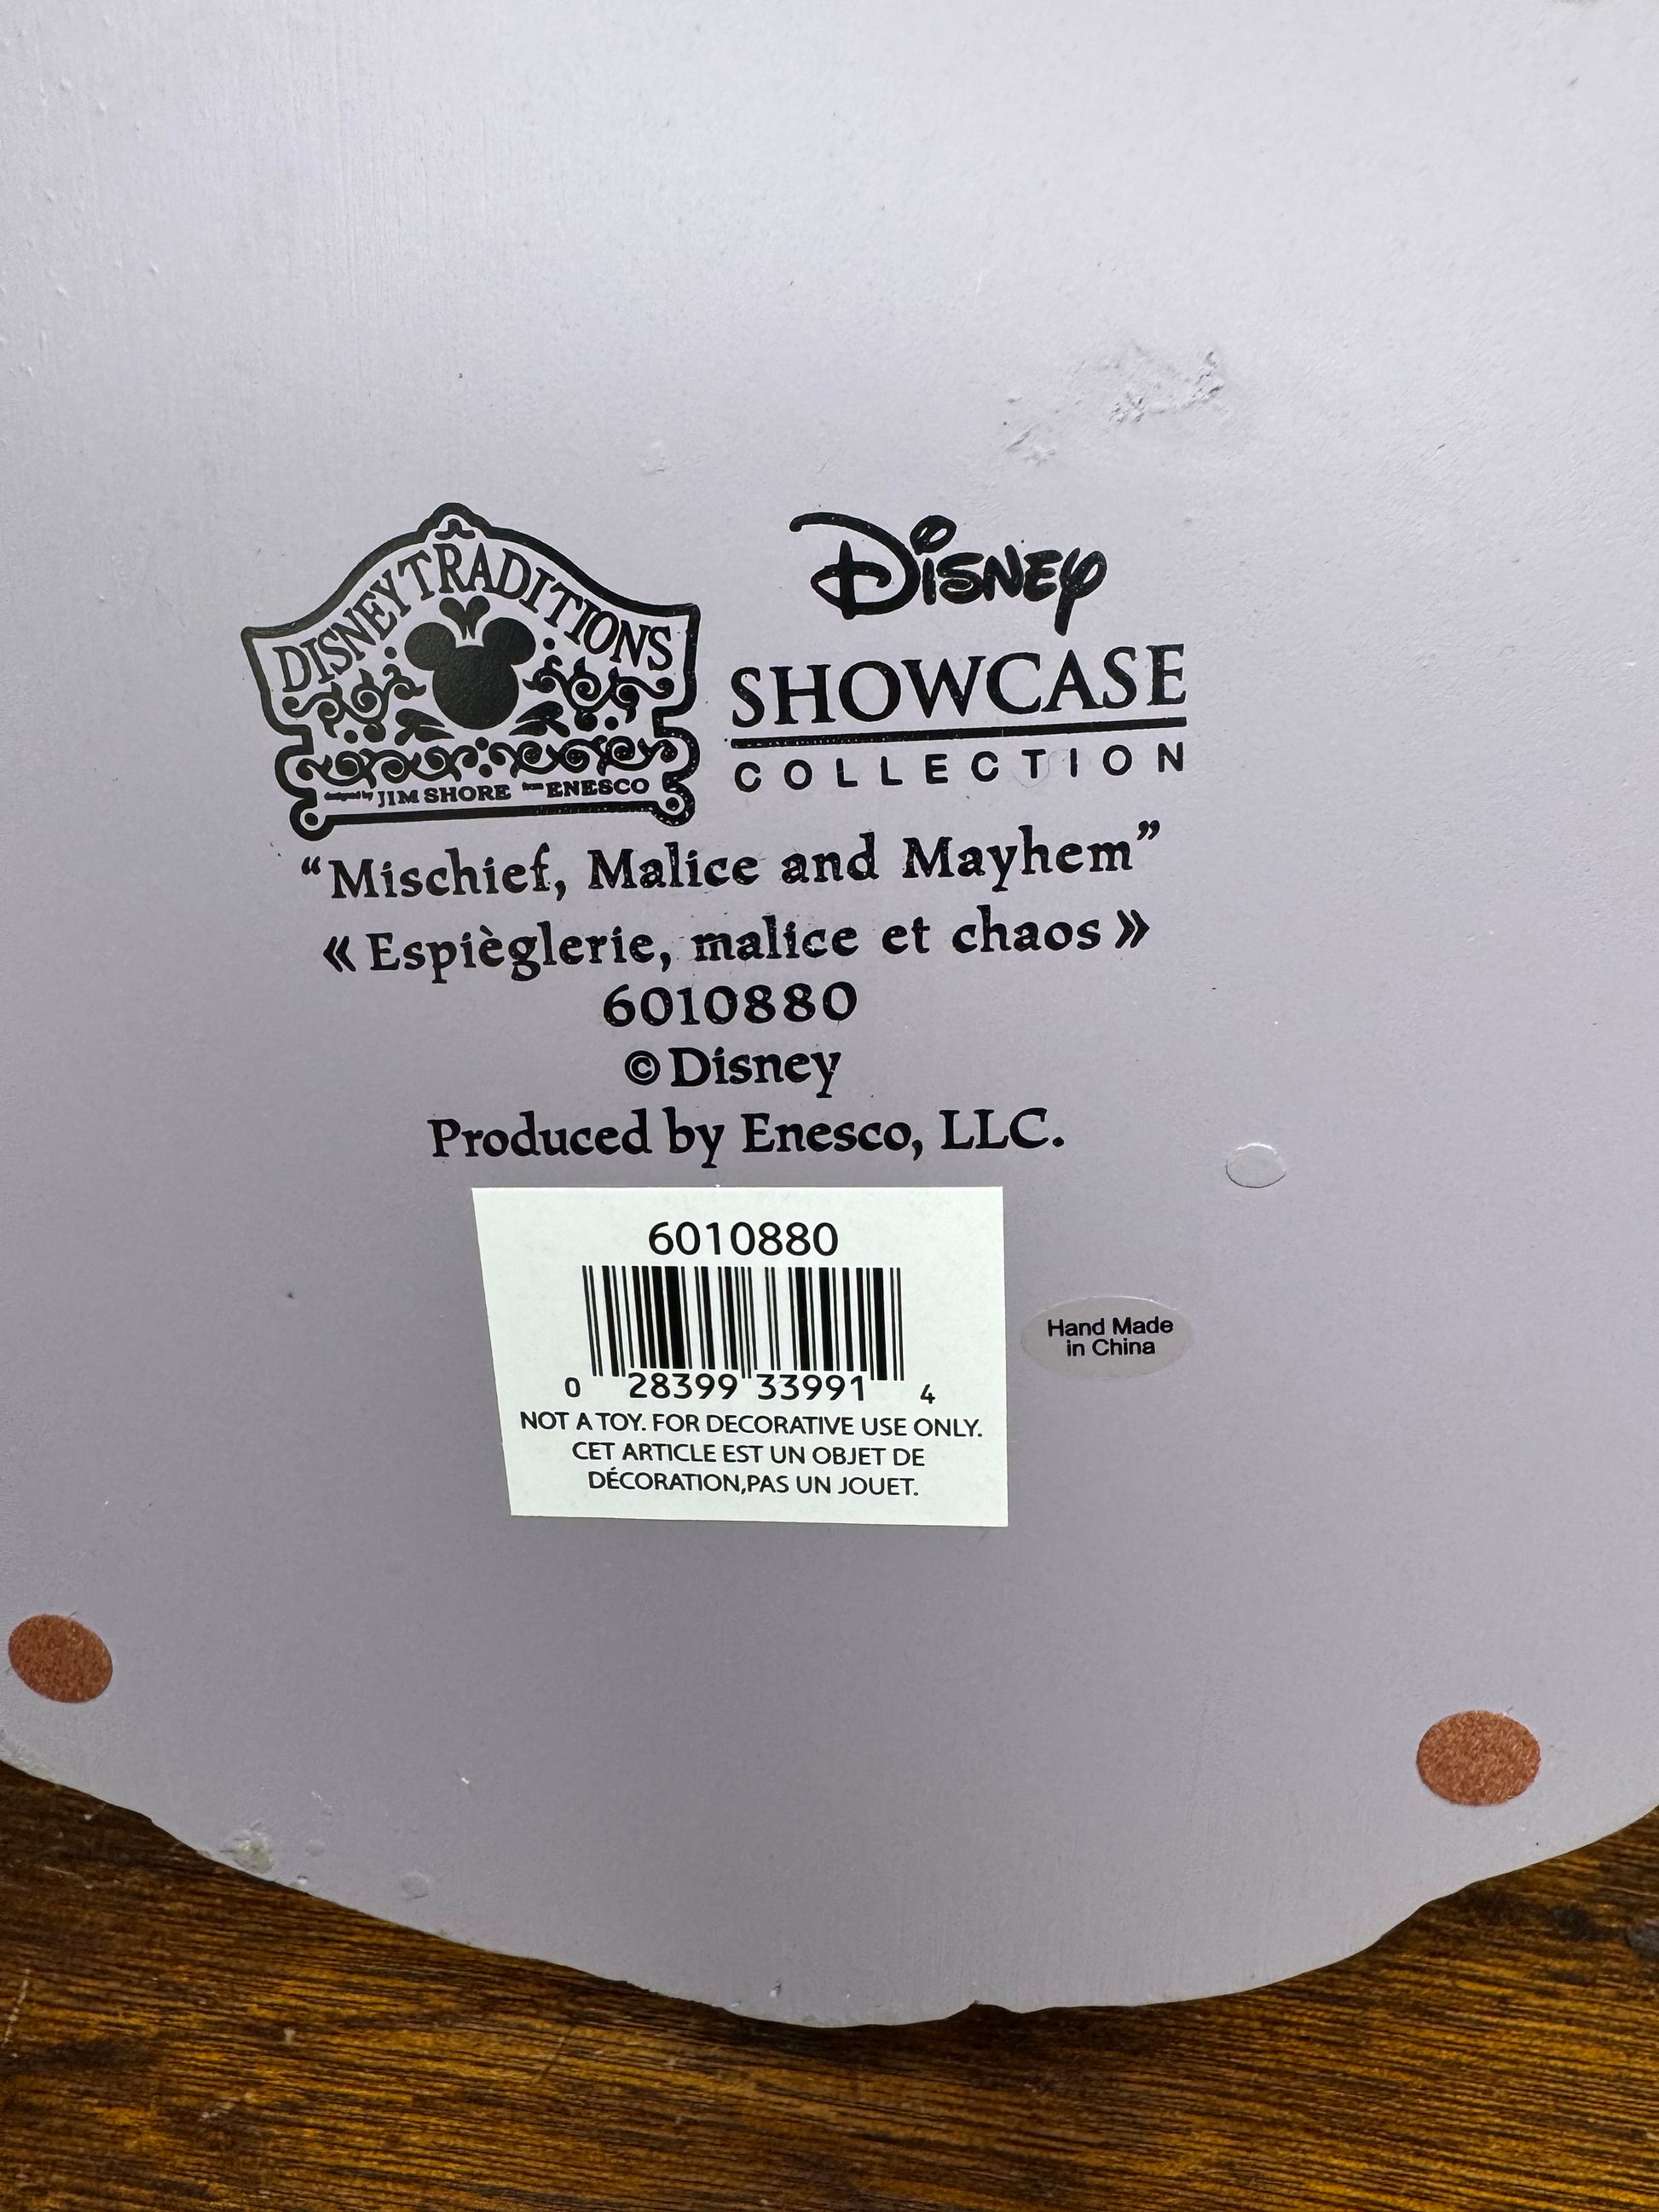 DISNEY TRADITIONS
designed by JIM SHORE from ENESCO
Disney
SHOWCASE
COLLECTION
“Mischief, Malice and Mayhem”
« Espièglerie, malice et chaos »
6010880
© Disney
Produced by Enesco, LLC.
6010880
0 28399 33991 4
NOT A TOY. FOR DECORATIVE USE ONLY.
CET ARTICLE EST UN OBJET DE
DÉCORATION,PAS UN JOUET.
Hand Made
in China